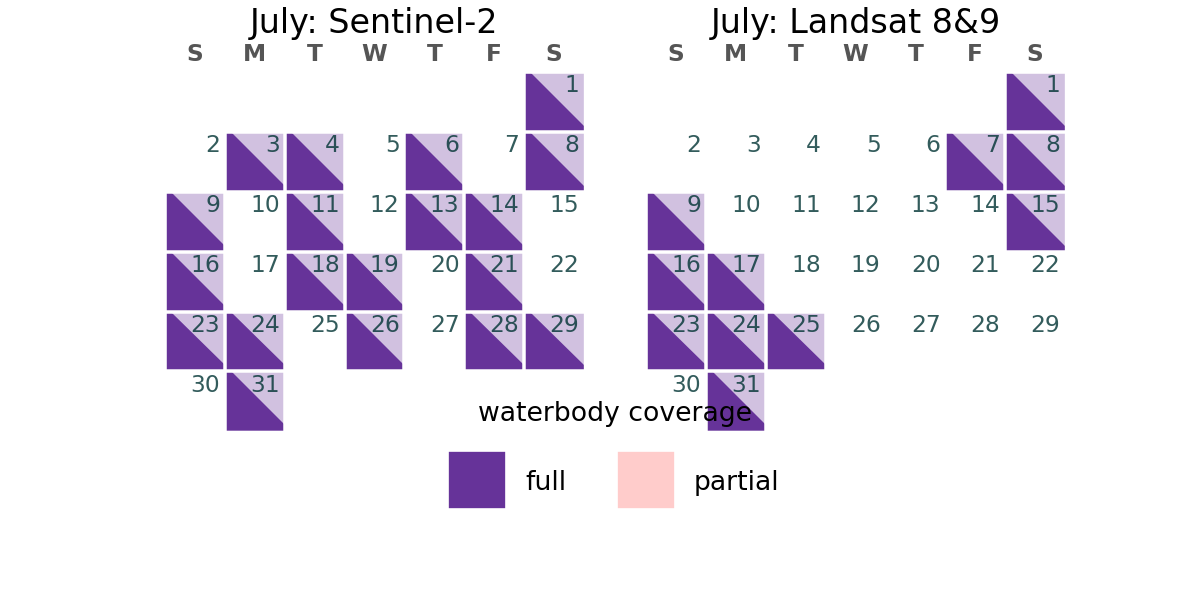 July: Sentinel-2
S M T W T F S
1
2 3 4 5 6 7 8
9 10 11 12 13 14 15
16 17 18 19 20 21 22
23 24 25 26 27 28 29
30 31
July: Landsat 8&9
S M T W T F S
1
2 3 4 5 6 7 8
9 10 11 12 13 14 15
16 17 18 19 20 21 22
23 24 25 26 27 28 29
30 31
waterbody coverage
full partial